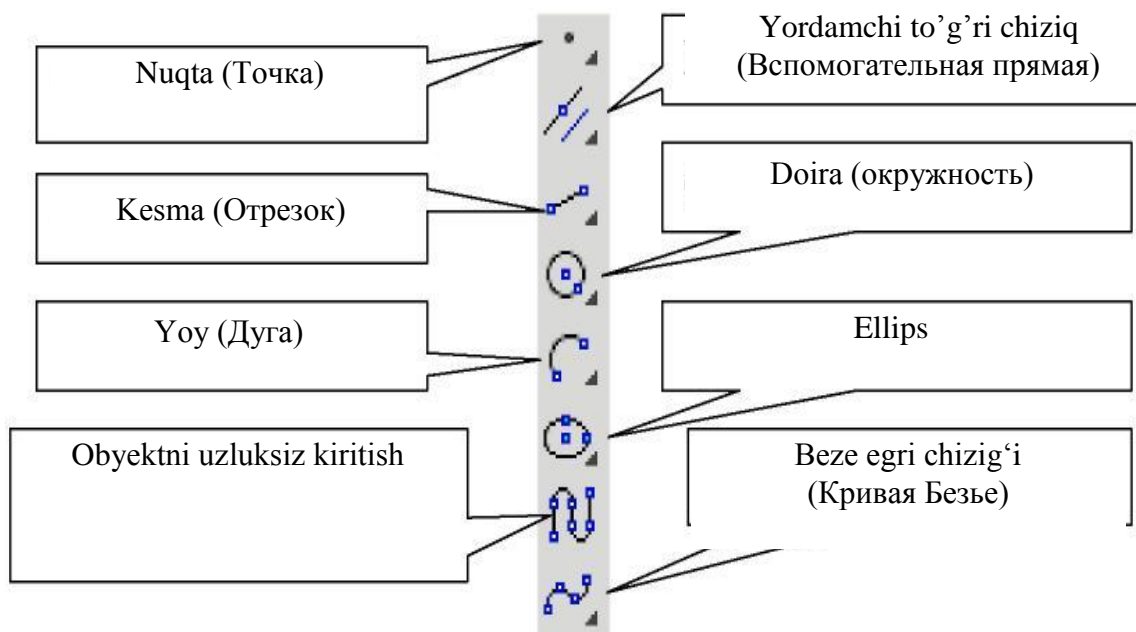 Nuqta (Точка)
Yordamchi to’g’ri chiziq
(Вспомогательная прямая)
Kesma (Отрезок)
Doira (окружность)
Yoy (Дуга)
Ellips
Obyektni uzluksiz kiritish
Beze egri chizig‘i
(Кривая Безье)